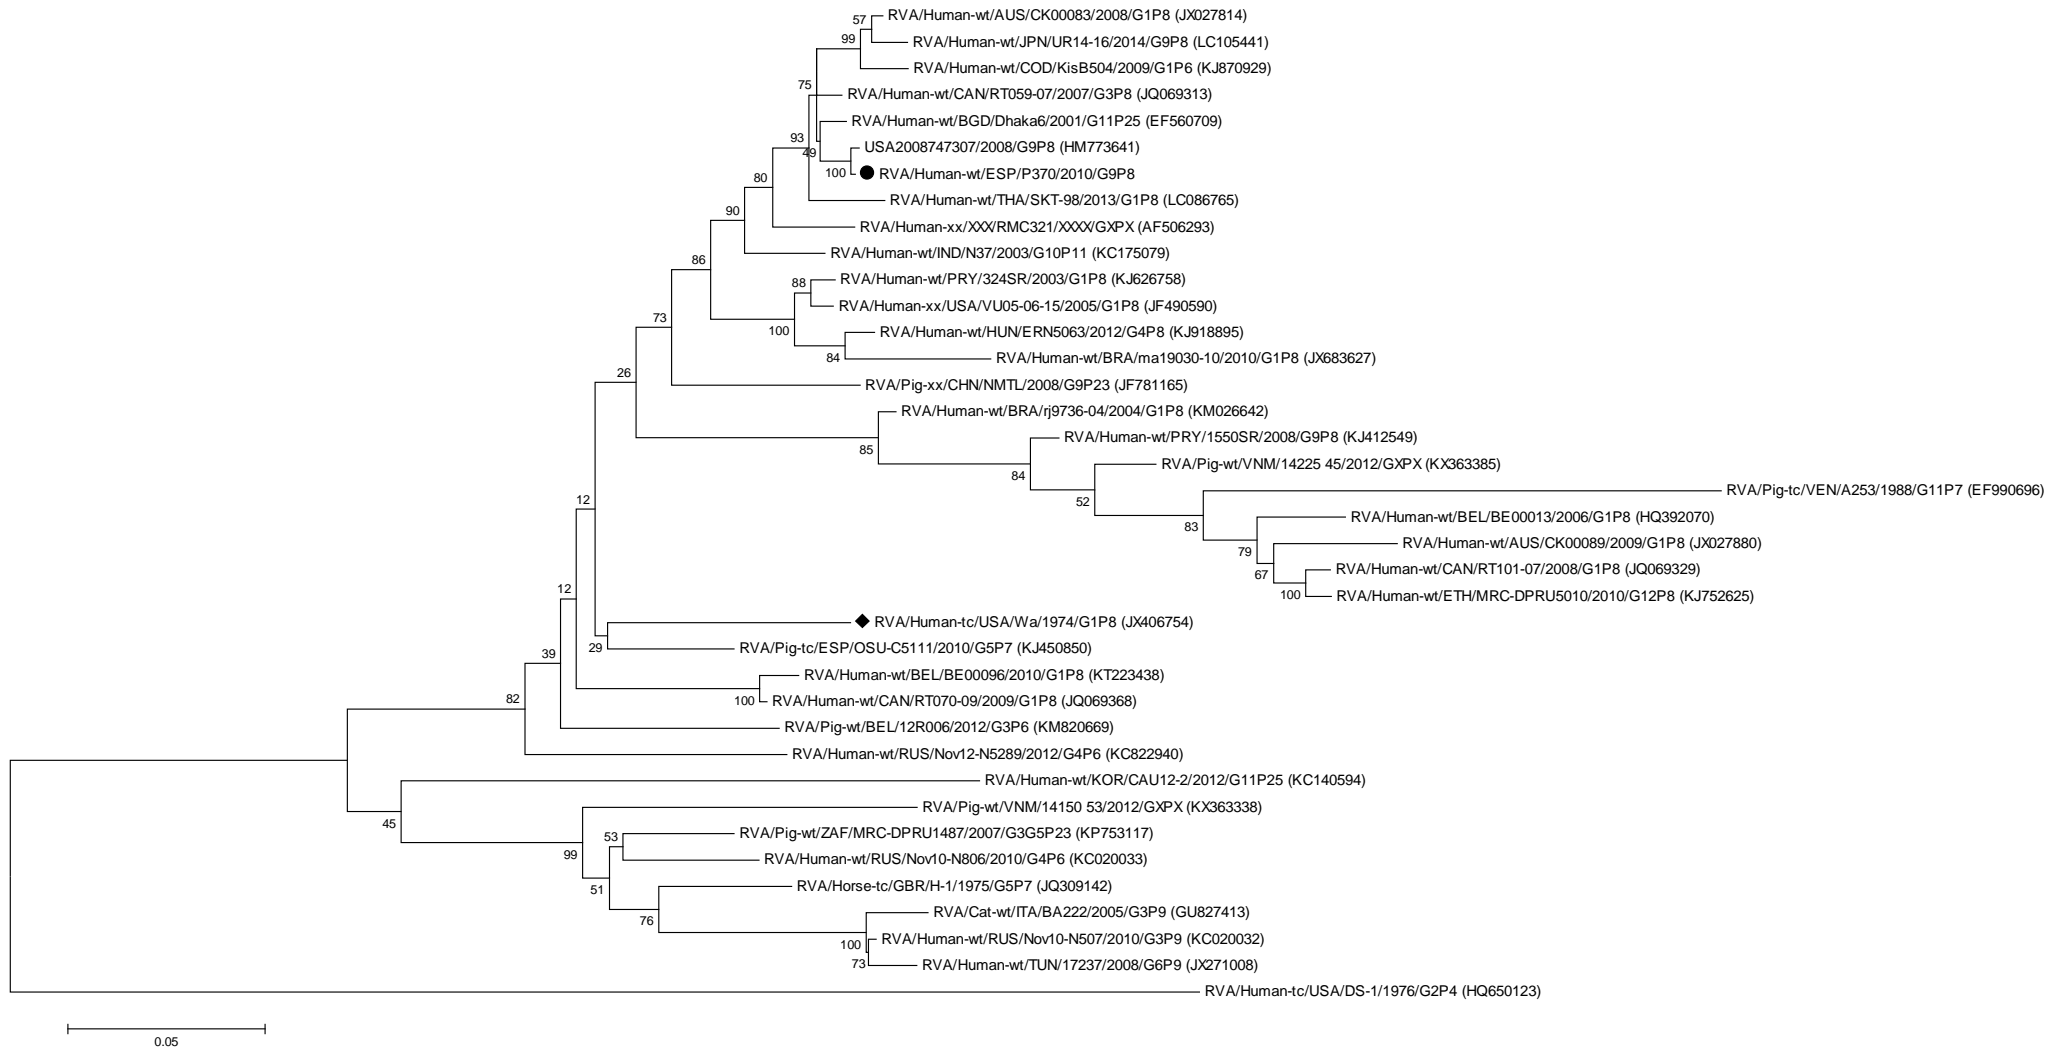 57
RVA/Human-wt/AUS/CK00083/2008/G1P8 (JX027814)
99
RVA/Human-wt/JPN/UR14-16/2014/G9P8 (LC105441)
RVA/Human-wt/COD/KisB504/2009/G1P6 (KJ870929)
75
RVA/Human-wt/CAN/RT059-07/2007/G3P8 (JQ069313)
RVA/Human-wt/BGD/Dhaka6/2001/G11P25 (EF560709)
93
49
USA2008747307/2008/G9P8 (HM773641)
100
RVA/Human-wt/ESP/P370/2010/G9P8
80
RVA/Human-wt/THA/SKT-98/2013/G1P8 (LC086765)
90
RVA/Human-xx/XXX/RMC321/XXXX/GXPX (AF506293)
RVA/Human-wt/IND/N37/2003/G10P11 (KC175079)
86
88
RVA/Human-wt/PRY/324SR/2003/G1P8 (KJ626758)
RVA/Human-xx/USA/VU05-06-15/2005/G1P8 (JF490590)
73
100
RVA/Human-wt/HUN/ERN5063/2012/G4P8 (KJ918895)
84
RVA/Human-wt/BRA/ma19030-10/2010/G1P8 (JX683627)
26
RVA/Pig-xx/CHN/NMTL/2008/G9P23 (JF781165)
RVA/Human-wt/BRA/rj9736-04/2004/G1P8 (KM026642)
85
RVA/Human-wt/PRY/1550SR/2008/G9P8 (KJ412549)
84
RVA/Pig-wt/VNM/14225 45/2012/GXPX (KX363385)
12
52
RVA/Pig-tc/VEN/A253/1988/G11P7 (EF990696)
83
RVA/Human-wt/BEL/BE00013/2006/G1P8 (HQ392070)
79
RVA/Human-wt/AUS/CK00089/2009/G1P8 (JX027880)
67
RVA/Human-wt/CAN/RT101-07/2008/G1P8 (JQ069329)
12
100
RVA/Human-wt/ETH/MRC-DPRU5010/2010/G12P8 (KJ752625)
RVA/Human-tc/USA/Wa/1974/G1P8 (JX406754)
29
RVA/Pig-tc/ESP/OSU-C5111/2010/G5P7 (KJ450850)
39
RVA/Human-wt/BEL/BE00096/2010/G1P8 (KT223438)
82
100
RVA/Human-wt/CAN/RT070-09/2009/G1P8 (JQ069368)
RVA/Pig-wt/BEL/12R006/2012/G3P6 (KM820669)
RVA/Human-wt/RUS/Nov12-N5289/2012/G4P6 (KC822940)
RVA/Human-wt/KOR/CAU12-2/2012/G11P25 (KC140594)
45
RVA/Pig-wt/VNM/14150 53/2012/GXPX (KX363338)
53
RVA/Pig-wt/ZAF/MRC-DPRU1487/2007/G3G5P23 (KP753117)
99
RVA/Human-wt/RUS/Nov10-N806/2010/G4P6 (KC020033)
51
RVA/Horse-tc/GBR/H-1/1975/G5P7 (JQ309142)
76
RVA/Cat-wt/ITA/BA222/2005/G3P9 (GU827413)
100
RVA/Human-wt/RUS/Nov10-N507/2010/G3P9 (KC020032)
73
RVA/Human-wt/TUN/17237/2008/G6P9 (JX271008)
RVA/Human-tc/USA/DS-1/1976/G2P4 (HQ650123)
0.05